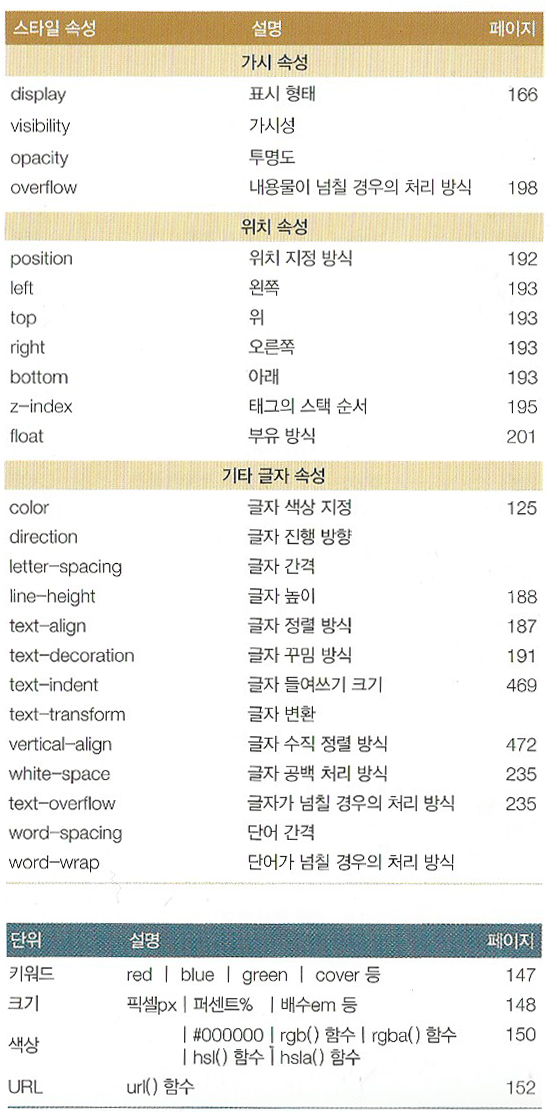 스타일 속성 설명 페이지
가시 속성
display 표시 형태 166
visibility 가시성
opacity 투명도
overflow 내용물이 넘칠 경우의 처리 방식 198
위치 속성
position 위치 지정 방식 192
left 왼쪽 193
top 위 193
right 오른쪽 193
bottom 아래 193
z-index 태그의 스택 순서 195
float 부유 방식 201
기타 글자 속성
color 글자 색상 지정 125
direction 글자 진행 방향
letter-spacing 글자 간격
line-height 글자 높이 188
text-align 글자 정렬 방식 187
text-decoration 글자 꾸밈 방식 191
text-indent 글자 들여쓰기 크기 469
text-transform 글자 변환
vertical-align 글자 수직 정렬 방식 472
white-space 글자 공백 처리 방식 235
text-overflow 글자가 넘칠 경우의 처리 방식 235
word-spacing 단어 간격
word-wrap 단어가 넘칠 경우의 처리 방식
단위 설명 페이지
키워드 red | blue | green | cover 등 147
크기 픽셀px | 퍼센트% | 배수em 등 148
색상 | #000000 | rgb() 함수 | rgba() 함수 150
| hsl() 함수 | hsla() 함수
URL url() 함수 152